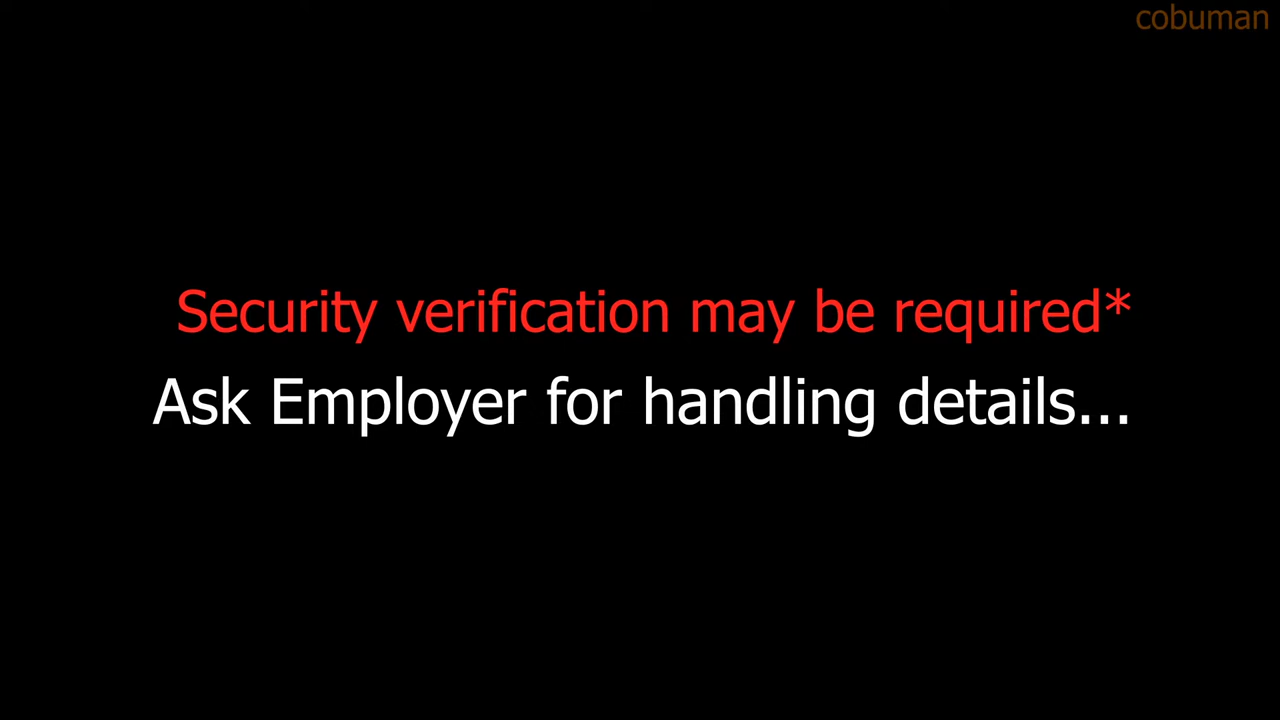 cobuman
Security verification may be required*
Ask Employer for handling details...